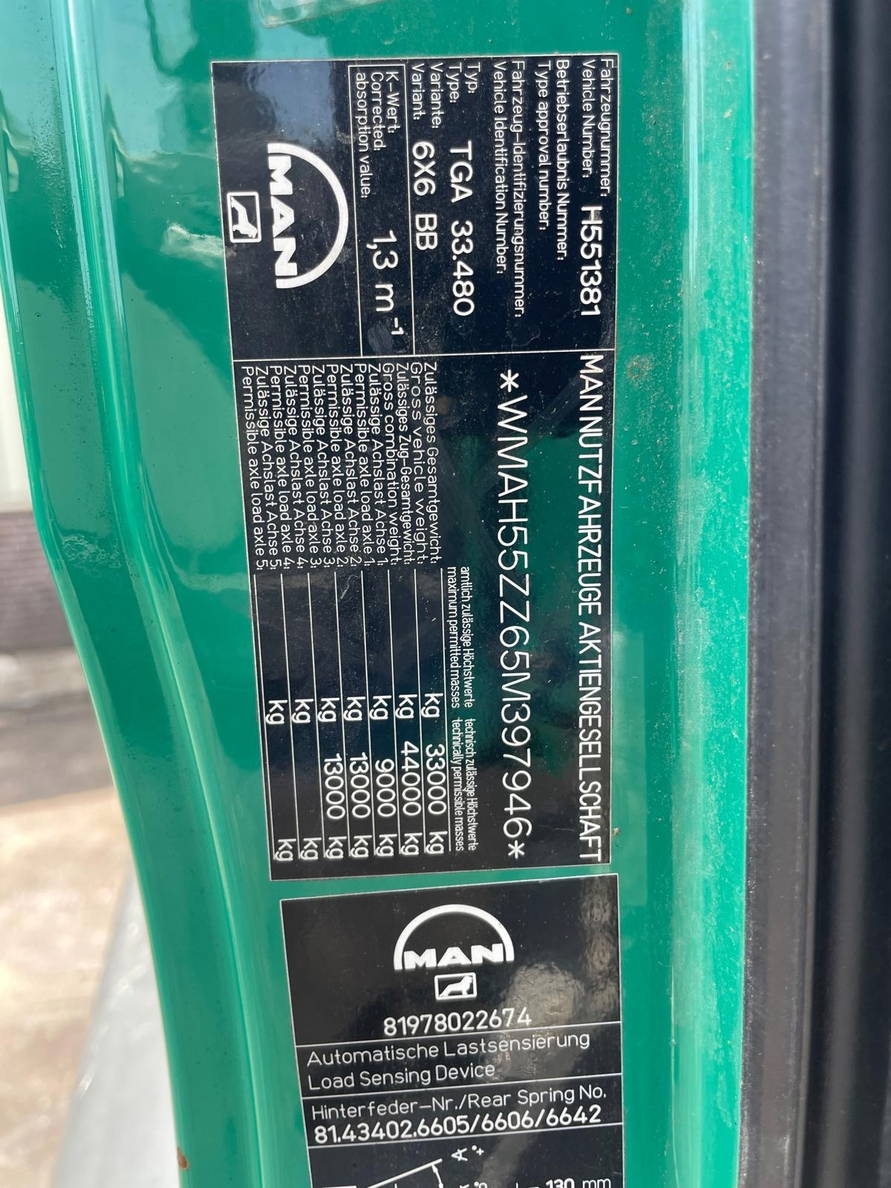 MAN NUTZFAHRZEUGE AKTIENGESELLSCHAFT
Fahrzeugnummer:
Vehicle Number: H551381
Betriebserlaubnis Nummer:
Type approval number:
Fahrzeug-Identifizierungsnummer:
Vehicle Identification Number:
*WMAH55ZZ65M397946*
Typ:
Type: TGA 33.480
Variante:
Variant: 6X6 BB
K-Wert
Corrected
absorption value: 1,3 m⁻¹
MAN
amtlich zulässige Höchstwerte technisch zulässige Höchstwerte
maximum permitted masses technically permissible masses
Zulässiges Gesamtgewicht:
Gross vehicle Weight: kg 33000 kg
Zulässiges Zug-Gesamtgewicht:
Gross combination Weight: kg 44000 kg
Zulässige Achslast Achse 1:
Permissible axle load axle 1: kg 9000 kg
Zulässige Achslast Achse 2:
Permissible axle load axle 2: kg 13000 kg
Zulässige Achslast Achse 3:
Permissible axle load axle 3: kg 13000 kg
Zulässige Achslast Achse 4:
Permissible axle load axle 4: kg kg
Zulässige Achslast Achse 5:
Permissible axle load axle 5: kg kg
MAN
81978022674
Automatische Lastsensierung
Load Sensing Device
Hinterfeder-Nr./Rear Spring No.
81.43402.6605/6606/6642
130 mm